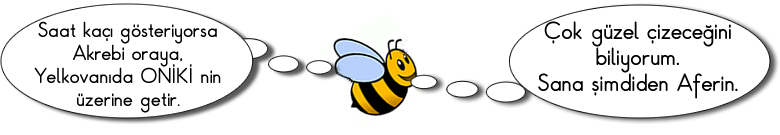 Saat kaçı gösteriyorsa
Akrebi oraya,
Yelkovanıda ONİKİ nin
üzerine getir.
Çok güzel çizeceğini
biliyorum.
Sana şimdiden Aferin.